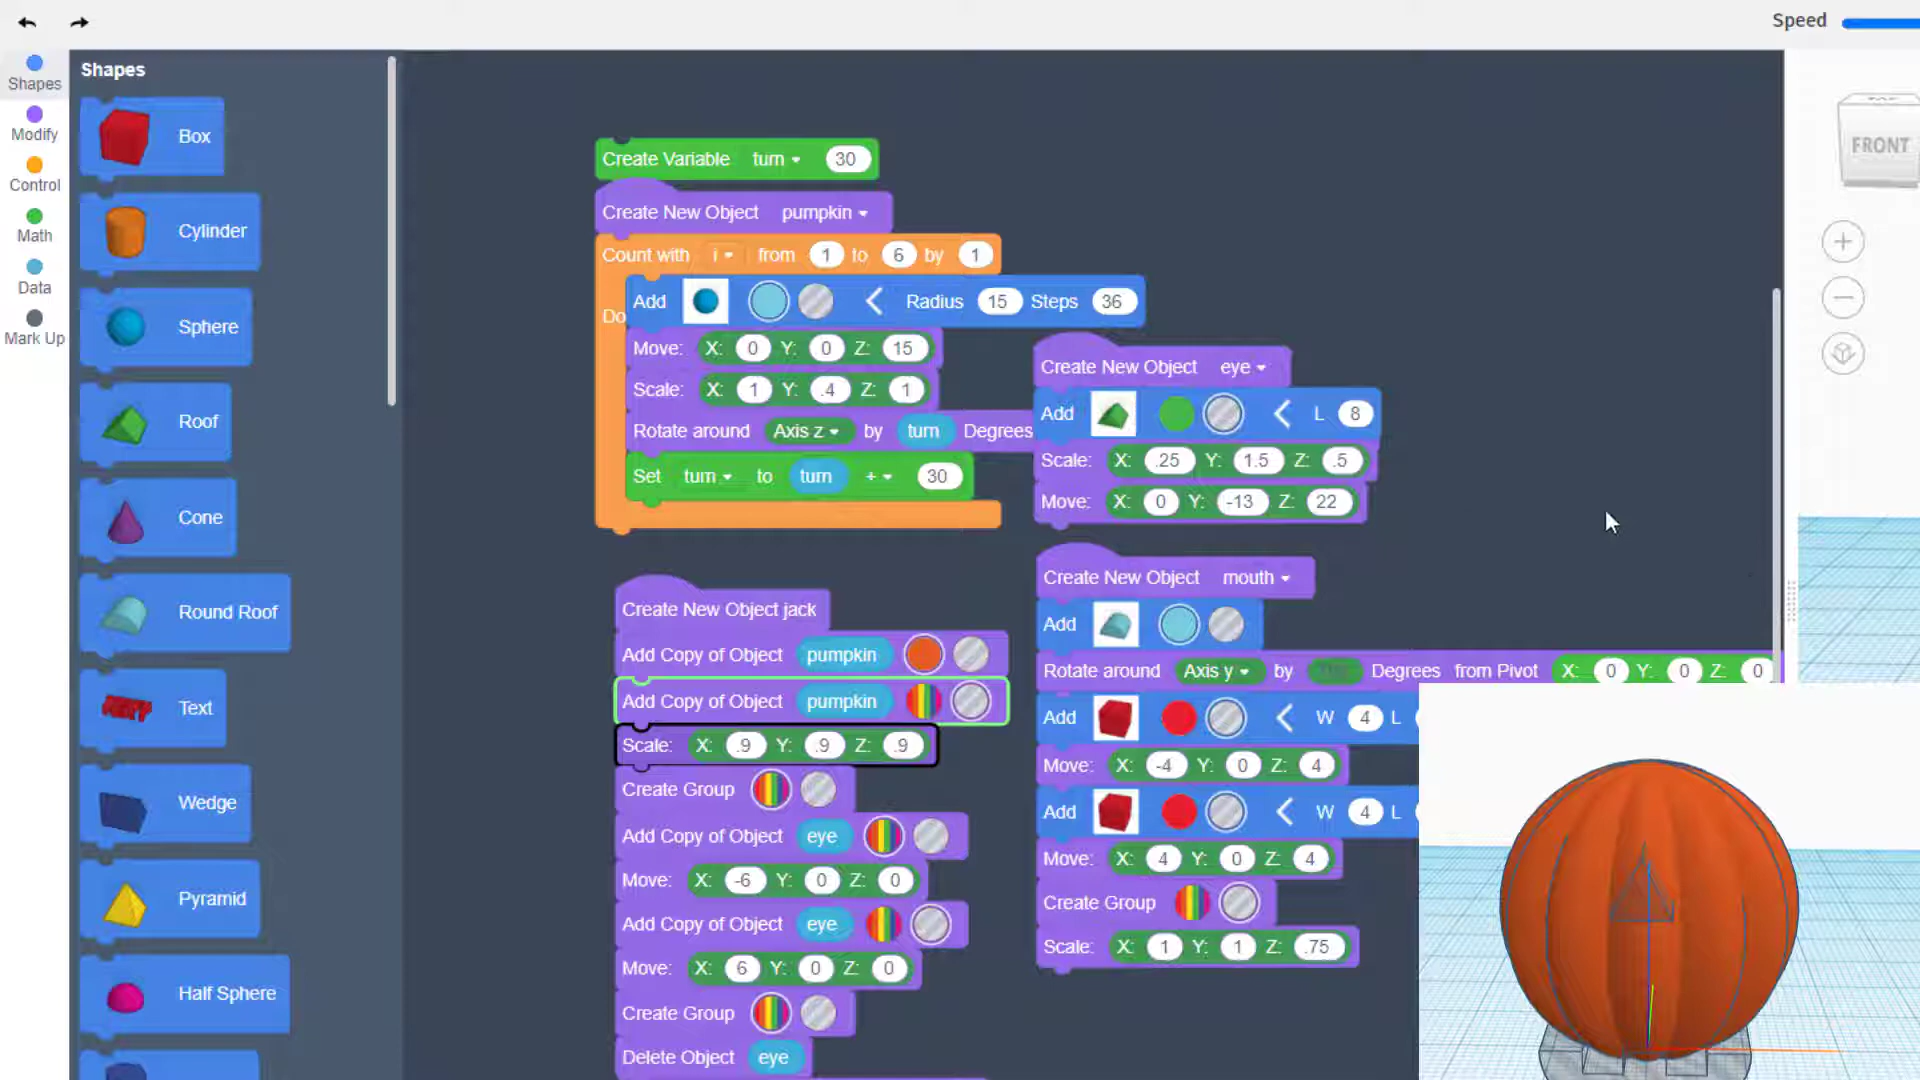 Speed
Shapes
Modify
Control
Math
Data
Mark Up
Shapes
Box
Cylinder
Sphere
Roof
Cone
Round Roof
Text
Wedge
Pyramid
Half Sphere
Create Variable turn 30
Create New Object pumpkin
Count with i from 1 to 6 by 1
Do
Add Radius 15 Steps 36
Move: X: 0 Y: 0 Z: 15
Scale: X: 1 Y: .4 Z: 1
Rotate around Axis z by turn Degrees
Set turn to turn + 30
Create New Object jack
Add Copy of Object pumpkin
Add Copy of Object pumpkin
Scale: X: .9 Y: .9 Z: .9
Create Group
Add Copy of Object eye
Move: X: -6 Y: 0 Z: 0
Add Copy of Object eye
Move: X: 6 Y: 0 Z: 0
Create Group
Delete Object eye
Create New Object eye
Add L 8
Scale: X: .25 Y: 1.5 Z: .5
Move: X: 0 Y: -13 Z: 22
Create New Object mouth
Add
Rotate around Axis y by Degrees from Pivot X: 0 Y: 0 Z: 0
Add W 4 L
Move: X: -4 Y: 0 Z: 4
Add W 4 L
Move: X: 4 Y: 0 Z: 4
Create Group
Scale: X: 1 Y: 1 Z: .75
FRONT